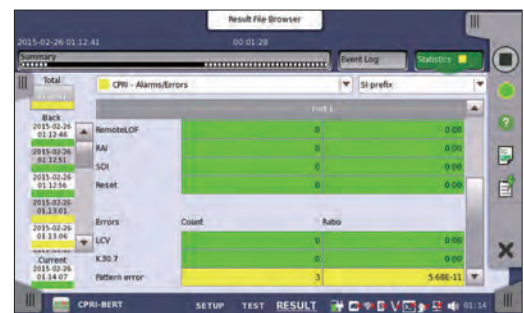 Result File Browser
2015-02-26 01:12:41 00:01:28
Summary Event Log Statistics
Total CPRI - Alarms/Errors SI-prefix
Port 1
Back
2015-02-26
01:12:46
RemoteLOF 0 0.00
2015-02-26
01:12:51
RAI 0 0.00
SDI 0 0.00
2015-02-26
01:12:56
Reset 0 0.00
2015-02-26
01:13:01
2015-02-26
01:13:06
Errors Count Ratio
LCV 0 0.00
Current
2015-02-26
01:14:07
K30.7 0 0.00
Pattern error 3 5.68E-11
CPRI-BERT SETUP TEST RESULT 01:14